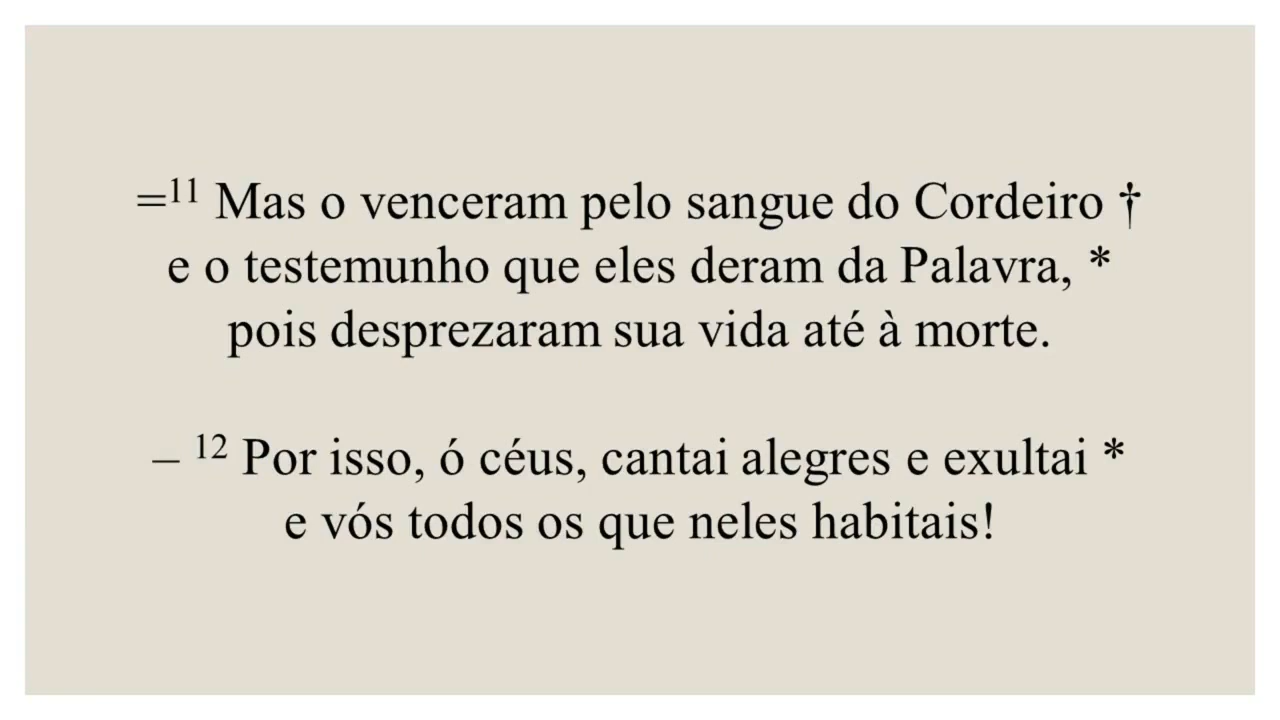 =¹¹ Mas o venceram pelo sangue do Cordeiro †
e o testemunho que eles deram da Palavra, *
pois desprezaram sua vida até à morte.
– ¹² Por isso, ó céus, cantai alegres e exultai *
e vós todos os que neles habitais!